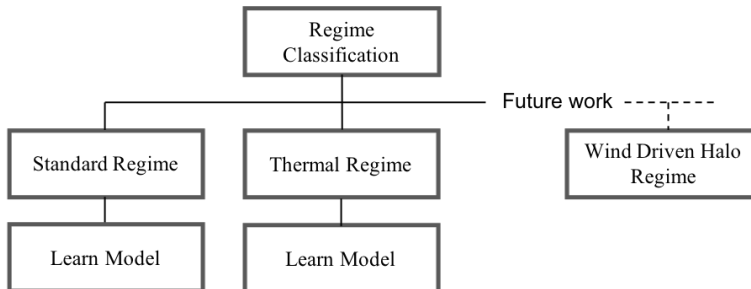 Regime
Classification
Future work
Standard Regime
Thermal Regime
Wind Driven Halo
Regime
Learn Model
Learn Model